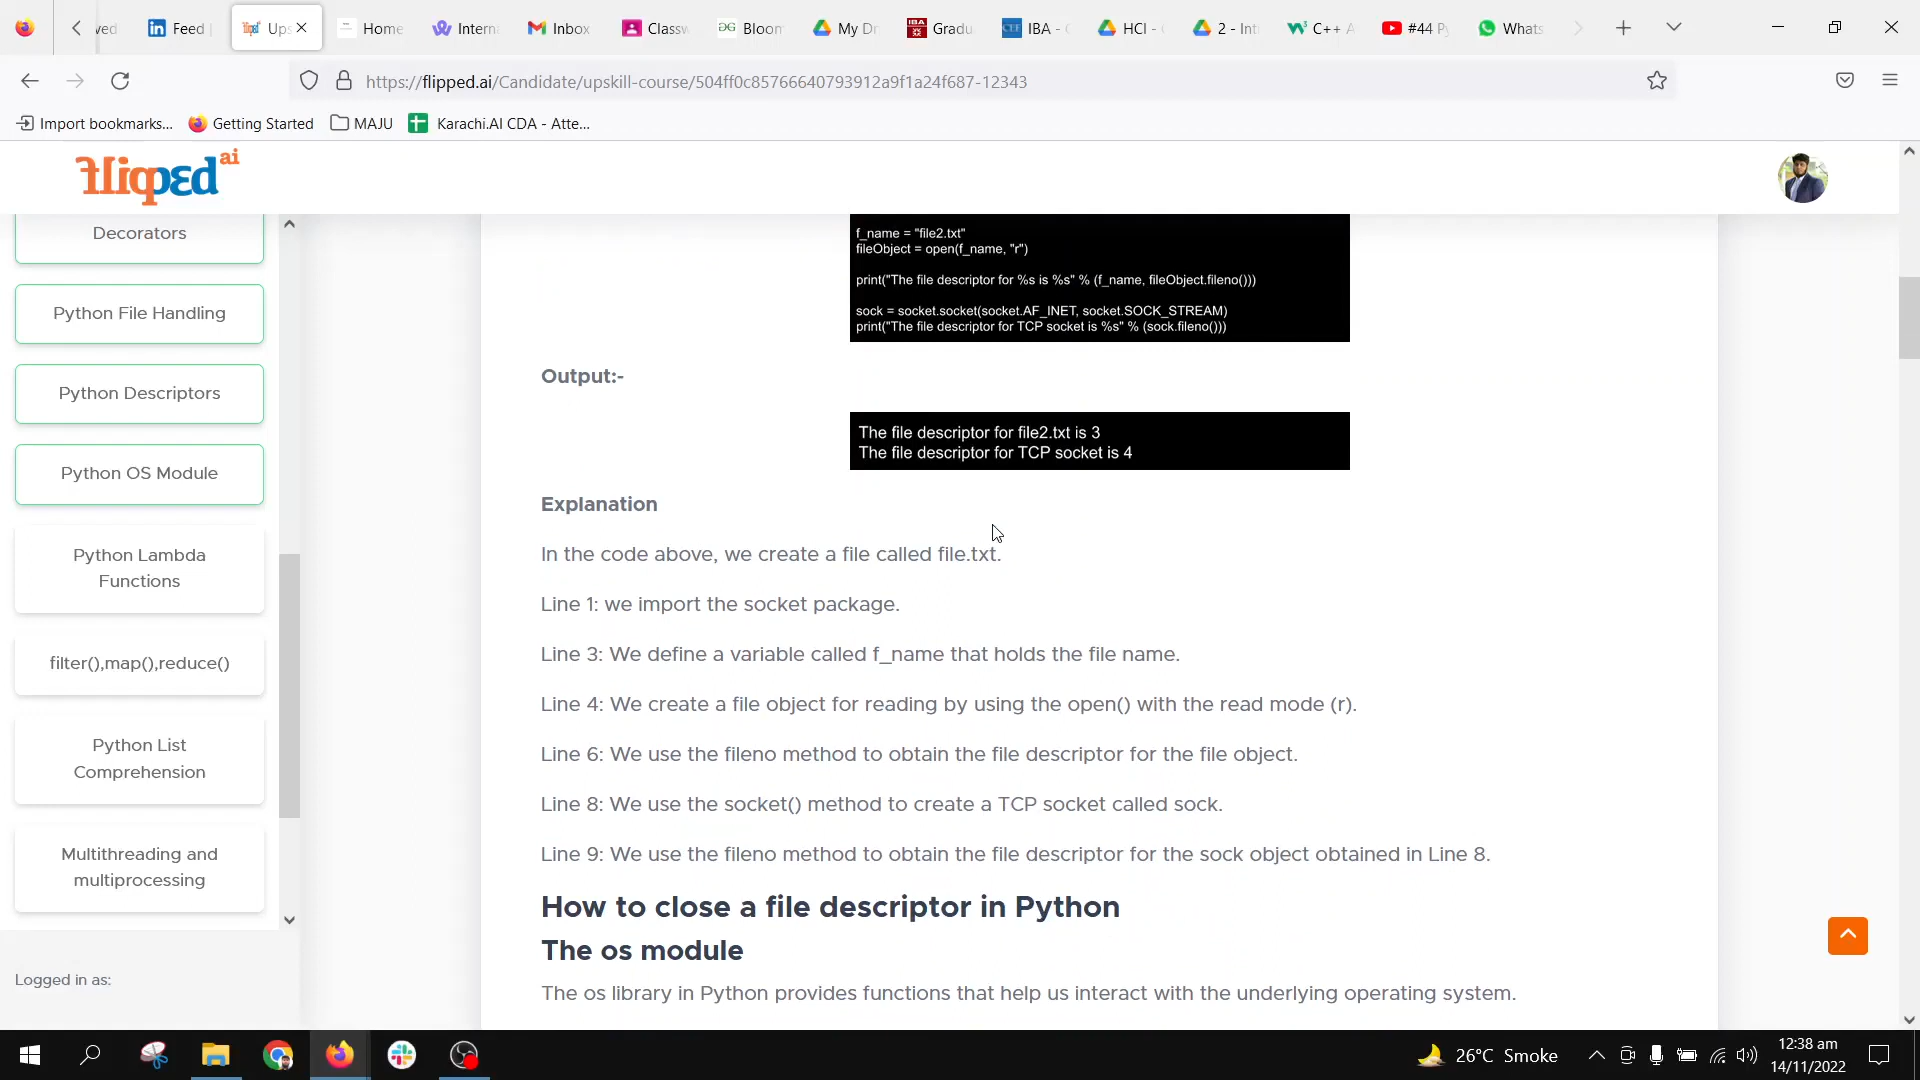 ved
Feed
Ups
Home
Intern
Inbox
Classw
Bloon
My Dr
Gradu
IBA - C
HCI - C
2 - Int
C++ A
#44 Py
Whats
https://flipped.ai/Candidate/upskill-course/504ff0c85766640793912a9f1a24f687-12343
Import bookmarks...
Getting Started
MAJU
Karachi.AI CDA - Atte...
flipped ai
Decorators
Python File Handling
Python Descriptors
Python OS Module
Python Lambda
Functions
filter(),map(),reduce()
Python List
Comprehension
Multithreading and
multiprocessing
Logged in as:
f_name = "file2.txt"
fileObject = open(f_name, "r")
print("The file descriptor for %s is %s" % (f_name, fileObject.fileno()))
sock = socket.socket(socket.AF_INET, socket.SOCK_STREAM)
print("The file descriptor for TCP socket is %s" % (sock.fileno()))
Output:-
The file descriptor for file2.txt is 3
The file descriptor for TCP socket is 4
Explanation
In the code above, we create a file called file.txt.
Line 1: we import the socket package.
Line 3: We define a variable called f_name that holds the file name.
Line 4: We create a file object for reading by using the open() with the read mode (r).
Line 6: We use the fileno method to obtain the file descriptor for the file object.
Line 8: We use the socket() method to create a TCP socket called sock.
Line 9: We use the fileno method to obtain the file descriptor for the sock object obtained in Line 8.
How to close a file descriptor in Python
The os module
The os library in Python provides functions that help us interact with the underlying operating system.
26°C Smoke
12:38 am
14/11/2022